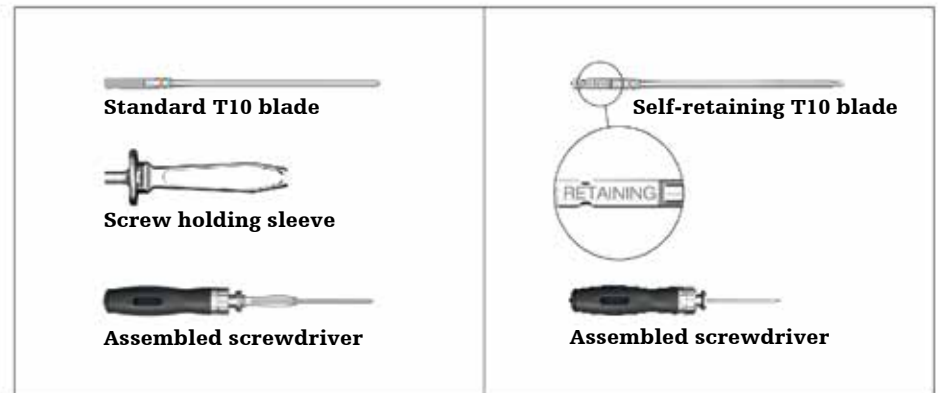 Standard T10 blade
Screw holding sleeve
Assembled screwdriver
Self-retaining T10 blade
RETAINING
Assembled screwdriver